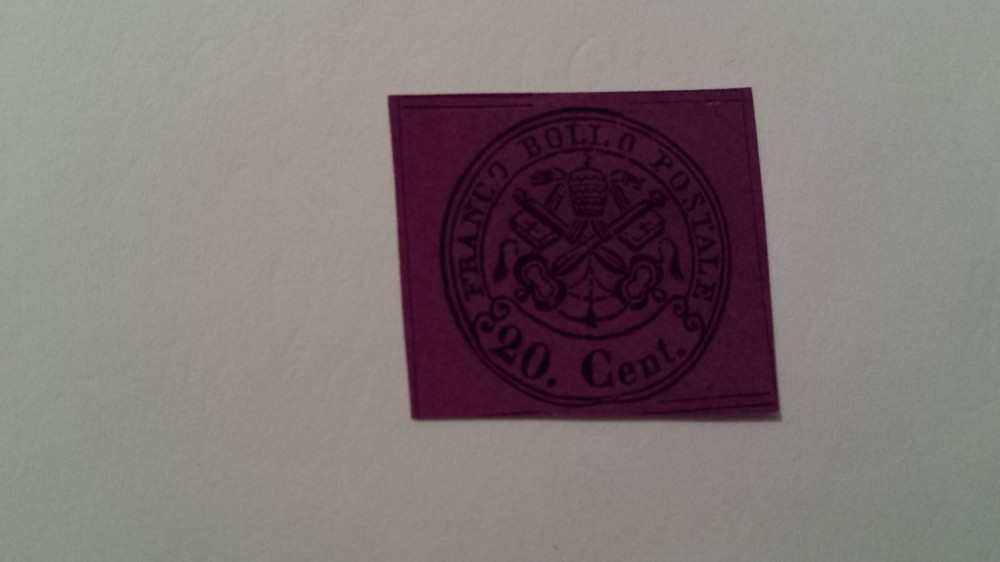 FRANCO BOLLO POSTALE
20. Cent.